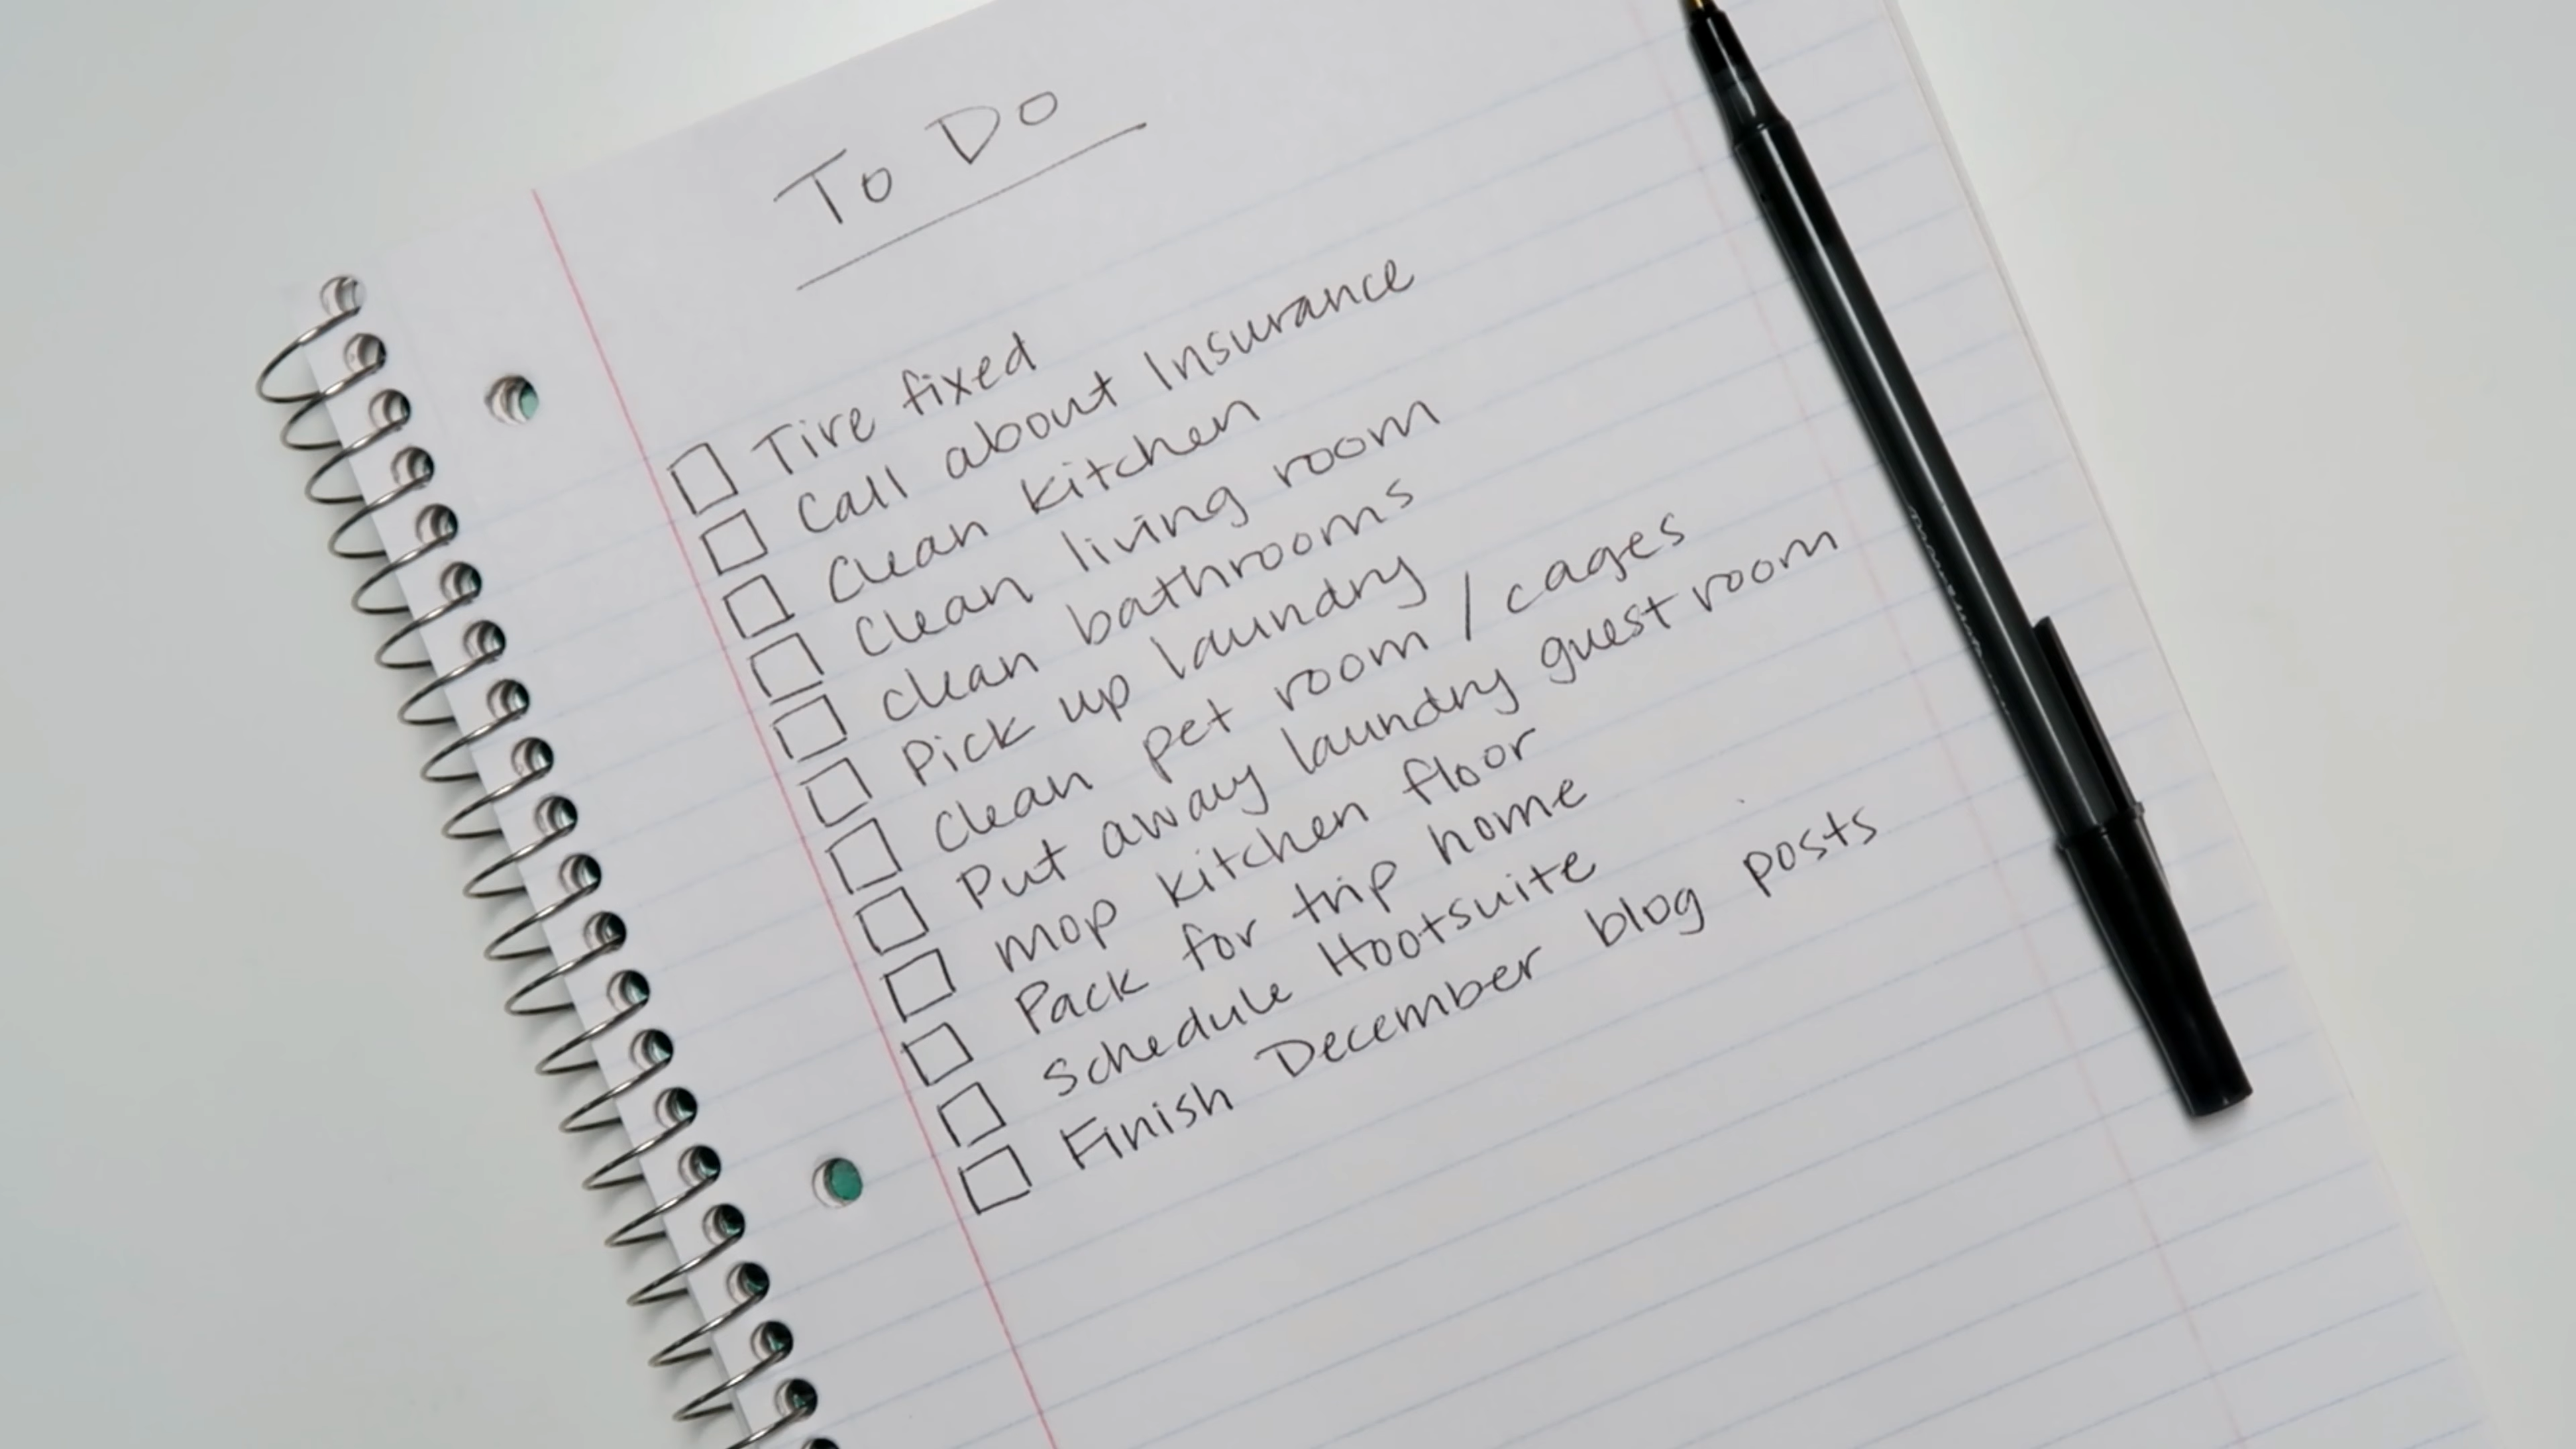 To Do
Tire fixed
Call about Insurance
Clean kitchen
Clean living room
clean bathrooms
Pick up laundry
Clean pet room / cages
Put away laundry guest room
mop kitchen floor
Pack for trip home
Schedule Hootsuite
Finish December blog posts